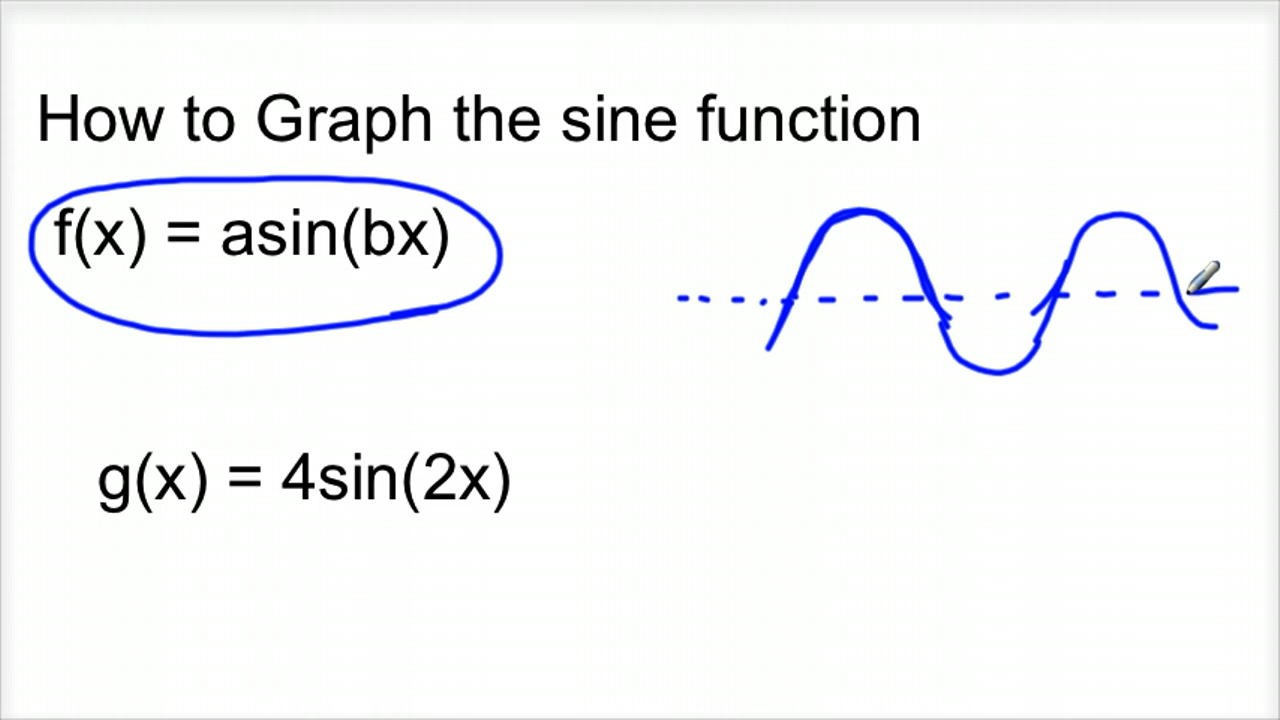 How to Graph the sine function
f(x) = asin(bx)
g(x) = 4sin(2x)